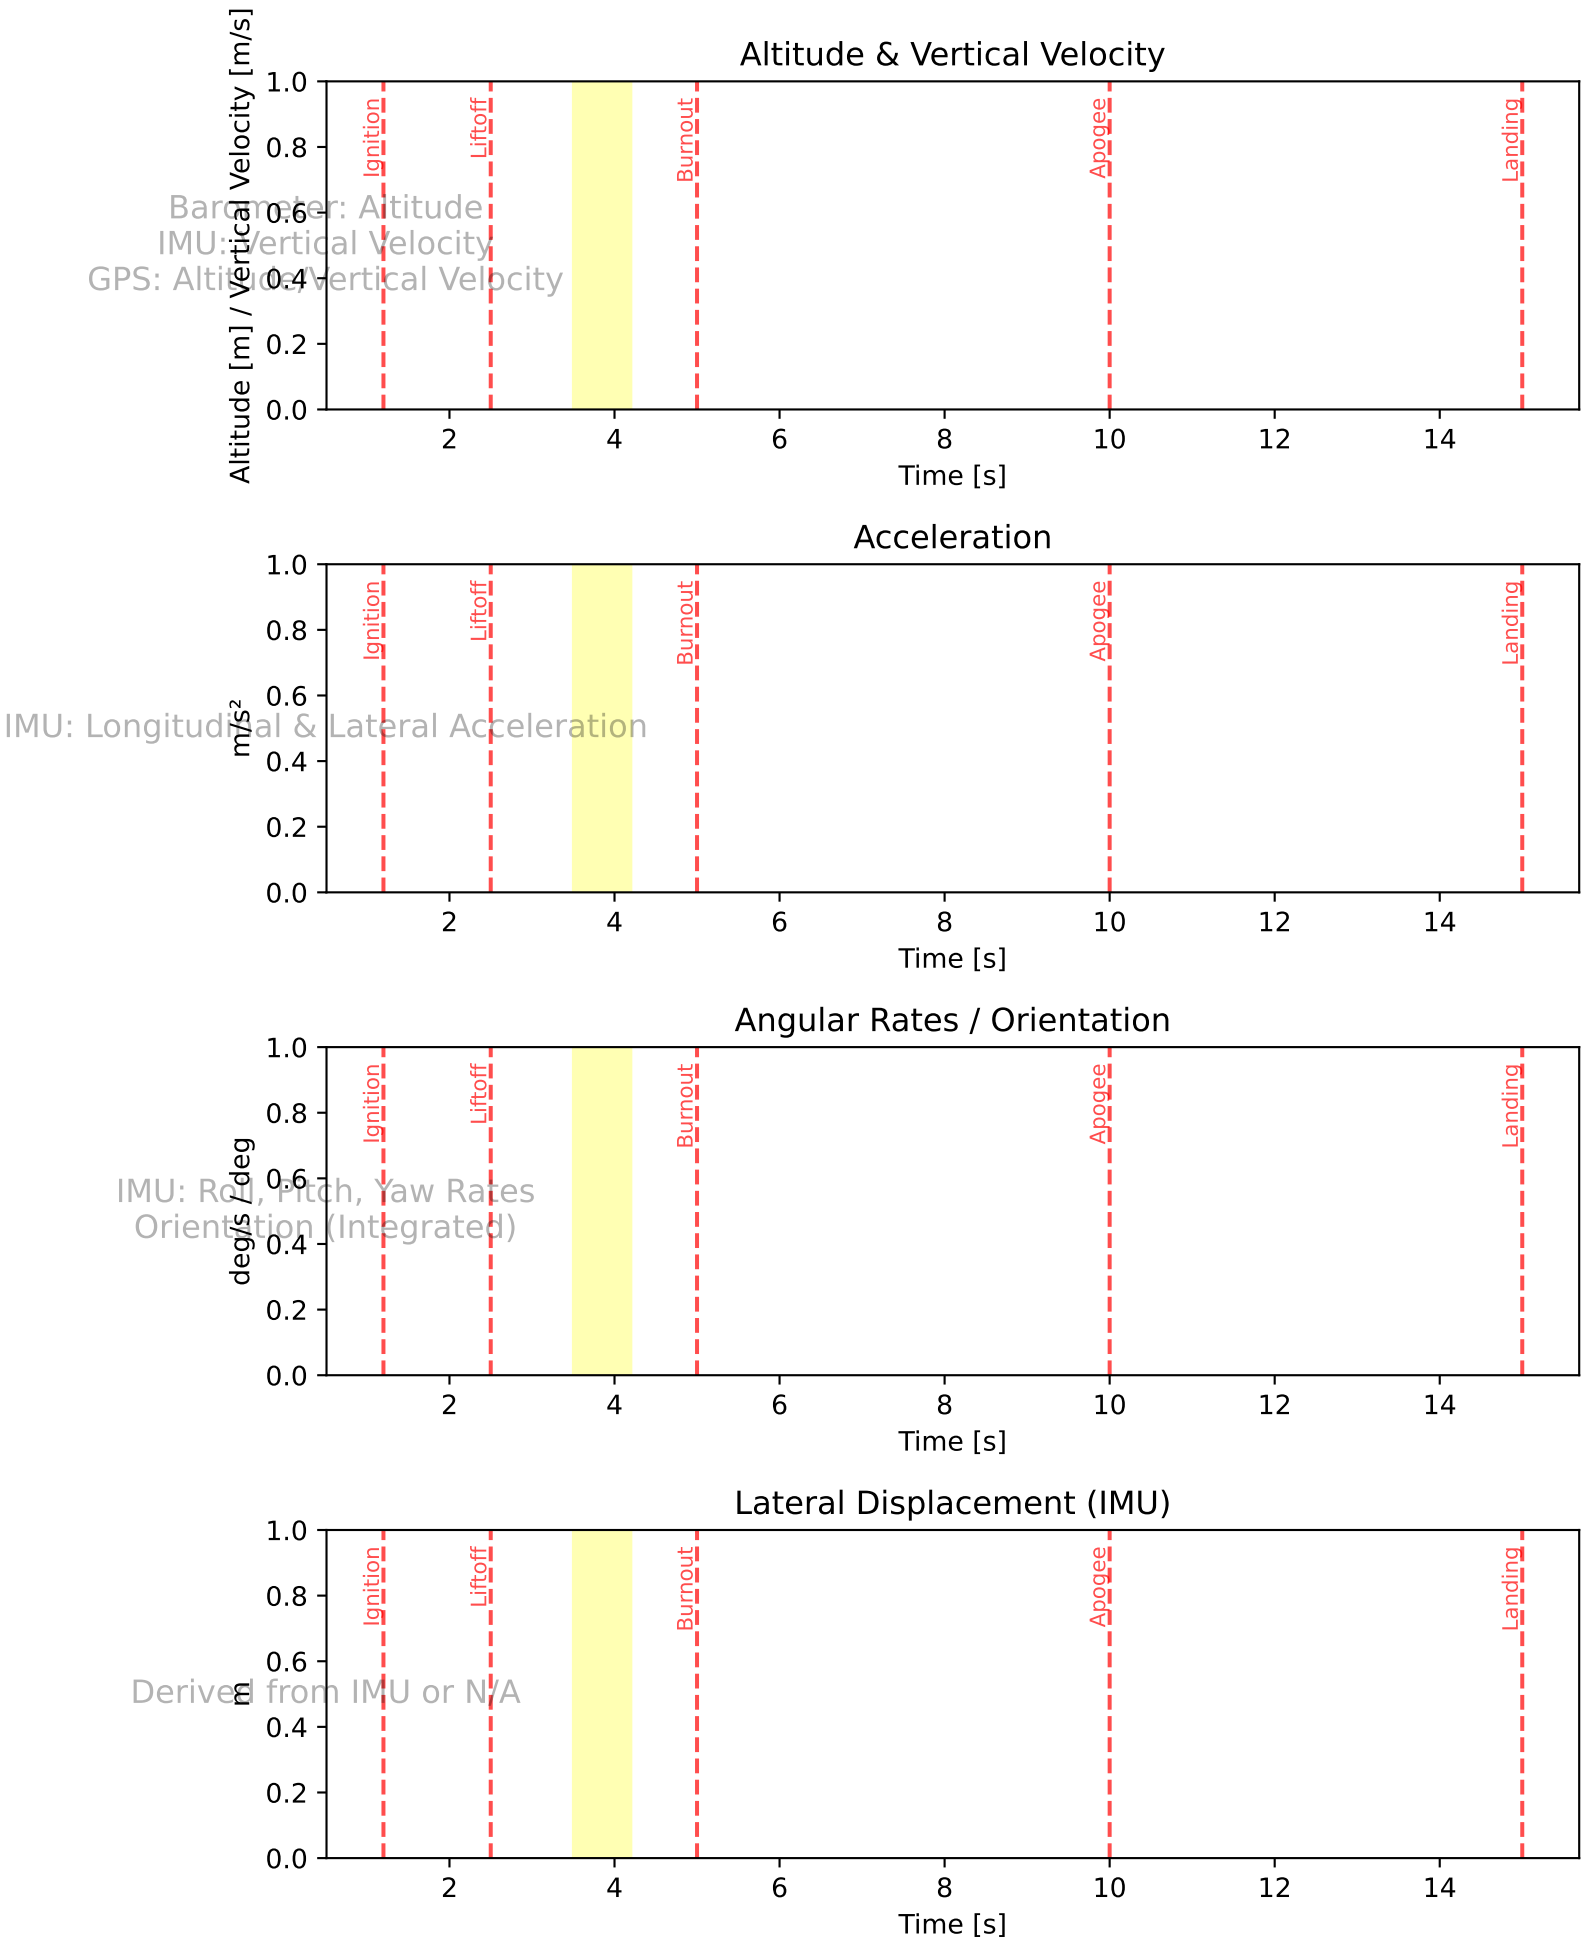 Altitude & Vertical Velocity
Altitude [m] / Vertical Velocity [m/s]
1.0
0.8
0.6
0.4
0.2
0.0
Ignition
Liftoff
Burnout
Apogee
Landing
Barometer: Altitude
IMU: Vertical Velocity
GPS: Altitude/Vertical Velocity
2 4 6 8 10 12 14
Time [s]
Acceleration
m/s²
1.0
0.8
0.6
0.4
0.2
0.0
Ignition
Liftoff
Burnout
Apogee
Landing
IMU: Longitudinal & Lateral Acceleration
2 4 6 8 10 12 14
Time [s]
Angular Rates / Orientation
deg/s / deg
1.0
0.8
0.6
0.4
0.2
0.0
Ignition
Liftoff
Burnout
Apogee
Landing
IMU: Roll, Pitch, Yaw Rates
Orientation (Integrated)
2 4 6 8 10 12 14
Time [s]
Lateral Displacement (IMU)
m
1.0
0.8
0.6
0.4
0.2
0.0
Ignition
Liftoff
Burnout
Apogee
Landing
Derived from IMU or N/A
2 4 6 8 10 12 14
Time [s]